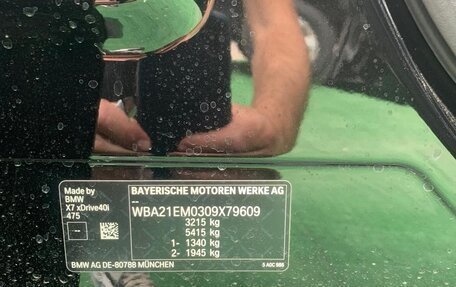 Made by
BMW
X7 xDrive40i
475
--
BAYERISCHE MOTOREN WERKE AG
--
WBA21EM0309X79609
3215 kg
5415 kg
1- 1340 kg
2- 1945 kg
BMW AG DE-80788 MÜNCHEN